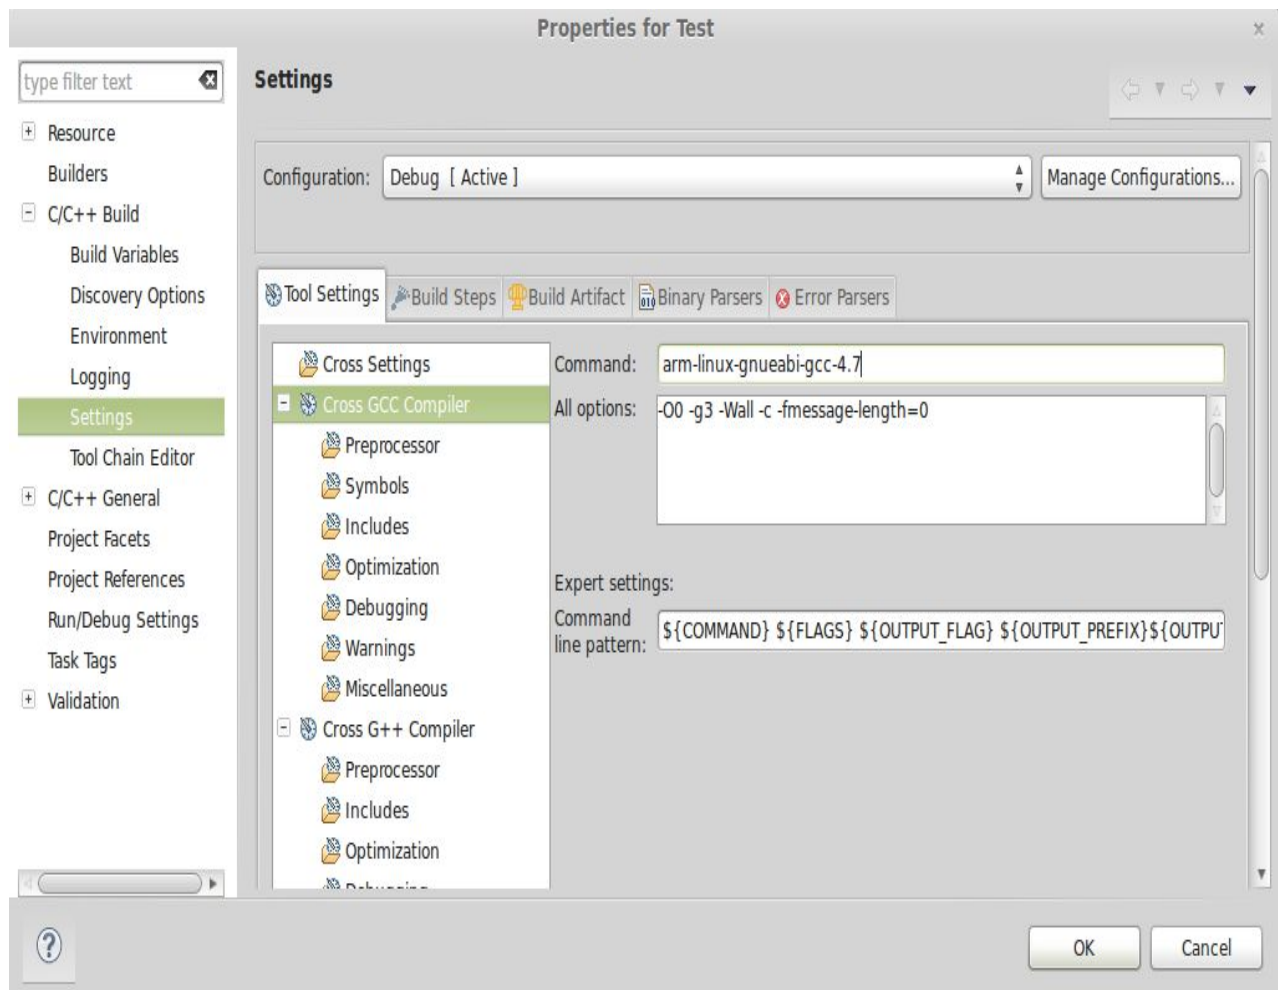 Properties for Test
type filter text
Resource
Builders
C/C++ Build
Build Variables
Discovery Options
Environment
Logging
Settings
Tool Chain Editor
C/C++ General
Project Facets
Project References
Run/Debug Settings
Task Tags
Validation
Settings
Configuration: Debug [ Active ] Manage Configurations...
Tool Settings Build Steps Build Artifact Binary Parsers Error Parsers
Cross Settings
Cross GCC Compiler
Preprocessor
Symbols
Includes
Optimization
Debugging
Warnings
Miscellaneous
Cross G++ Compiler
Preprocessor
Includes
Optimization
Debugging
Command: arm-linux-gnueabi-gcc-4.7
All options: -O0 -g3 -Wall -c -fmessage-length=0
Expert settings:
Command
line pattern: ${COMMAND} ${FLAGS} ${OUTPUT_FLAG} ${OUTPUT_PREFIX}${OUTPU
OK Cancel